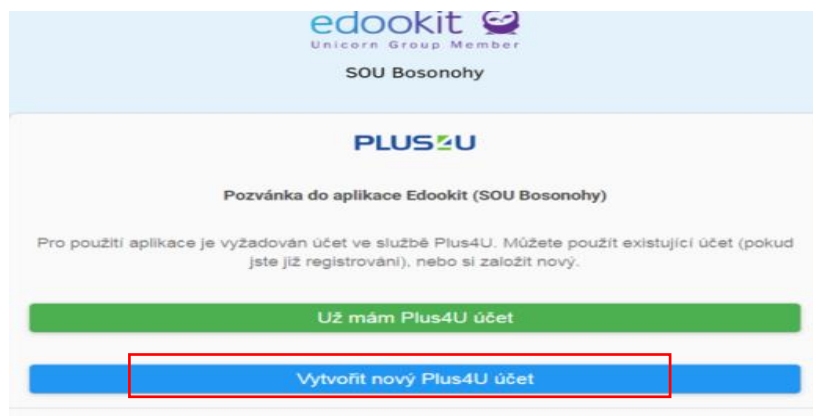 edookit
Unicorn Group Member
SOU Bosonohy
PLUS4U
Pozvánka do aplikace Edookit (SOU Bosonohy)
Pro použití aplikace je vyžadován účet ve službě Plus4U. Můžete použít existující účet (pokud
jste již registrováni), nebo si založit nový.
Už mám Plus4U účet
Vytvořit nový Plus4U účet